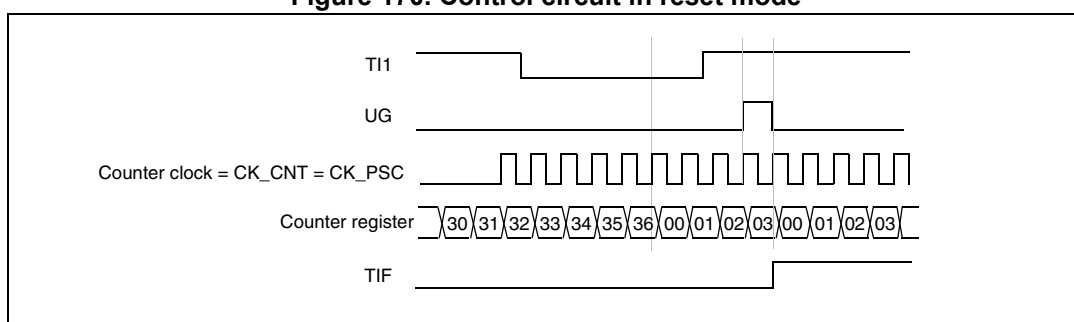 Figure 170. Control circuit in reset mode
TI1
UG
Counter clock = CK_CNT = CK_PSC
Counter register 30 31 32 33 34 35 36 00 01 02 03 00 01 02 03
TIF